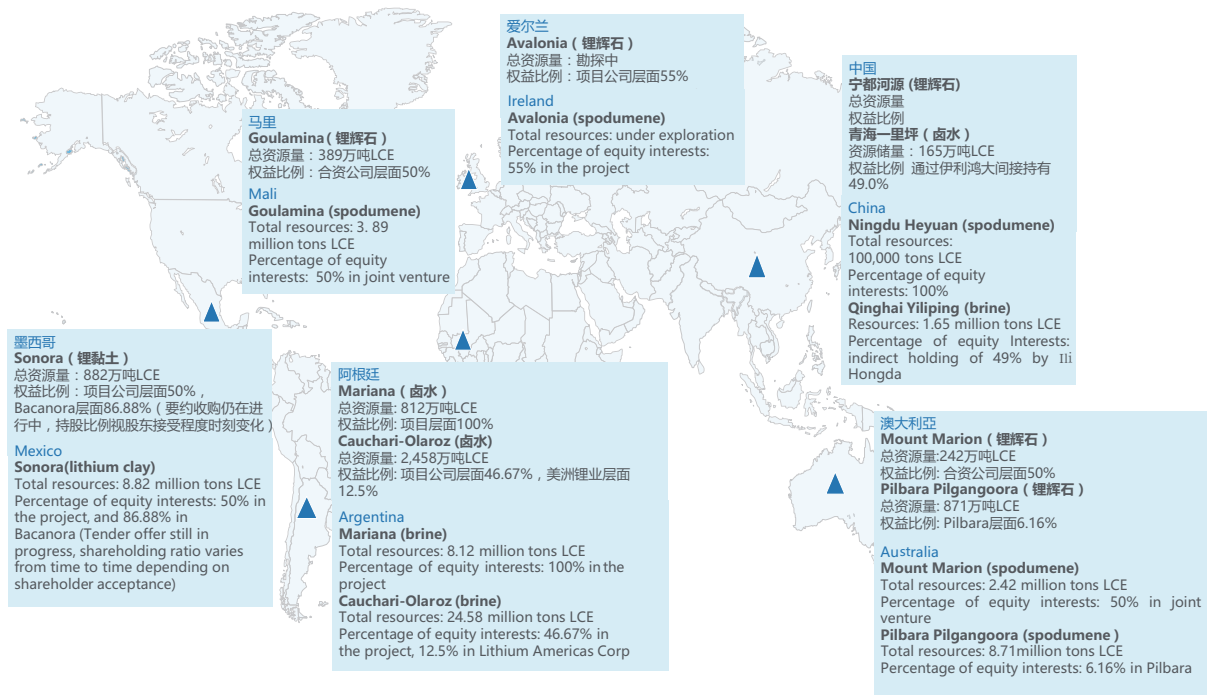 爱尔兰
Avalonia（锂辉石）
总资源量：勘探中
权益比例：项目公司层面55%
Ireland
Avalonia (spodumene)
Total resources: under exploration
Percentage of equity interests:
55% in the project
中国
宁都河源 (锂辉石)
总资源量
权益比例
青海一里坪（卤水）
资源储量：165万吨LCE
权益比例 通过伊利鸿大间接持有
49.0%
China
Ningdu Heyuan (spodumene)
Total resources:
100,000 tons LCE
Percentage of equity
interests: 100%
Qinghai Yiliping (brine)
Resources: 1.65 million tons LCE
Percentage of equity Interests:
indirect holding of 49% by Ili
Hongda
马里
Goulamina（锂辉石）
总资源量：389万吨LCE
权益比例：合资公司层面50%
Mali
Goulamina (spodumene)
Total resources: 3. 89
million tons LCE
Percentage of equity
interests: 50% in joint venture
墨西哥
Sonora（锂黏土）
总资源量：882万吨LCE
权益比例：项目公司层面50%，
Bacanora层面86.88%（要约收购仍在进
行中，持股比例视股东接受程度时刻变化）
Mexico
Sonora(lithium clay)
Total resources: 8.82 million tons LCE
Percentage of equity interests: 50% in
the project, and 86.88% in
Bacanora (Tender offer still in
progress, shareholding ratio varies
from time to time depending on
shareholder acceptance)
阿根廷
Mariana（卤水）
总资源量: 812万吨LCE
权益比例: 项目层面100%
Cauchari-Olaroz (卤水)
总资源量: 2,458万吨LCE
权益比例: 项目公司层面46.67%，美洲锂业层面
12.5%
Argentina
Mariana (brine)
Total resources: 8.12 million tons LCE
Percentage of equity interests: 100% in the
project
Cauchari-Olaroz (brine)
Total resources: 24.58 million tons LCE
Percentage of equity interests: 46.67% in
the project, 12.5% in Lithium Americas Corp
澳大利亞
Mount Marion（锂辉石）
总资源量:242万吨LCE
权益比例: 合资公司层面50%
Pilbara Pilgangoora（锂辉石）
总资源量: 871万吨LCE
权益比例: Pilbara层面6.16%
Australia
Mount Marion (spodumene)
Total resources: 2.42 million tons LCE
Percentage of equity interests: 50% in joint
venture
Pilbara Pilgangoora (spodumene )
Total resources: 8.71million tons LCE
Percentage of equity interests: 6.16% in Pilbara